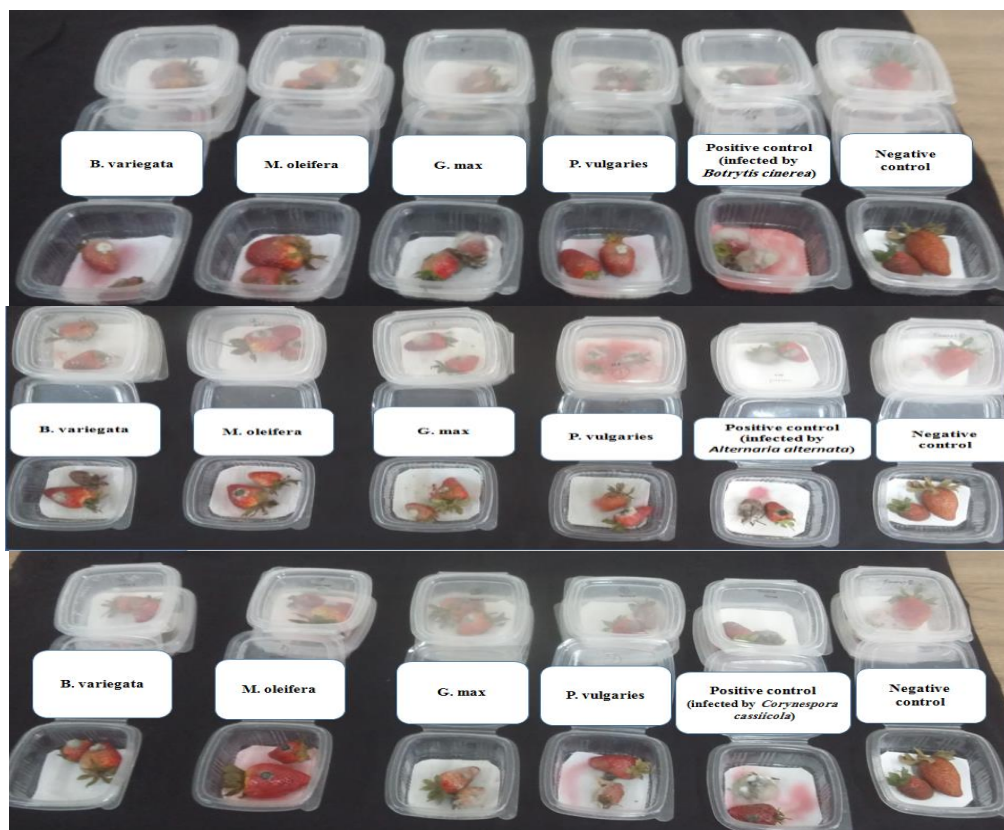 B. variegata
M. oleifera
G. max
P. vulgaries
Positive control
(infected by
Botrytis cinerea)
Negative
control
B. variegata
M. oleifera
G. max
P. vulgaries
Positive control
(infected by
Alternaria alternata)
Negative
control
B. variegata
M. oleifera
G. max
P. vulgaries
Positive control
(infected by Corynespora
cassiicola)
Negative
control